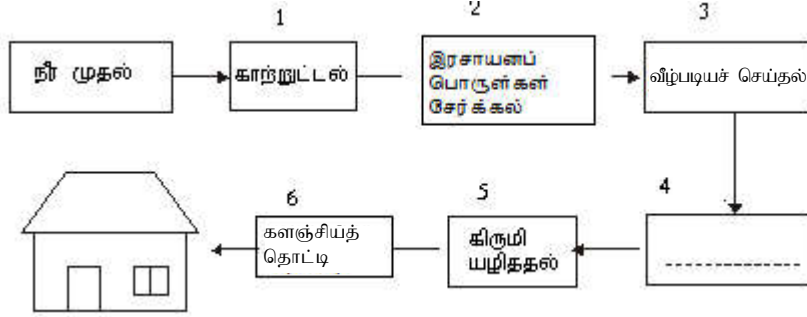 1
2
3
நீர் முதல்
காற்றூட்டல்
இரசாயனப்
பொருள்கள்
சேர்க்கல்
வீழ்படியச் செய்தல்
6
5
4
களஞ்சியத்
தொட்டி
கிருமி
யழிததல்